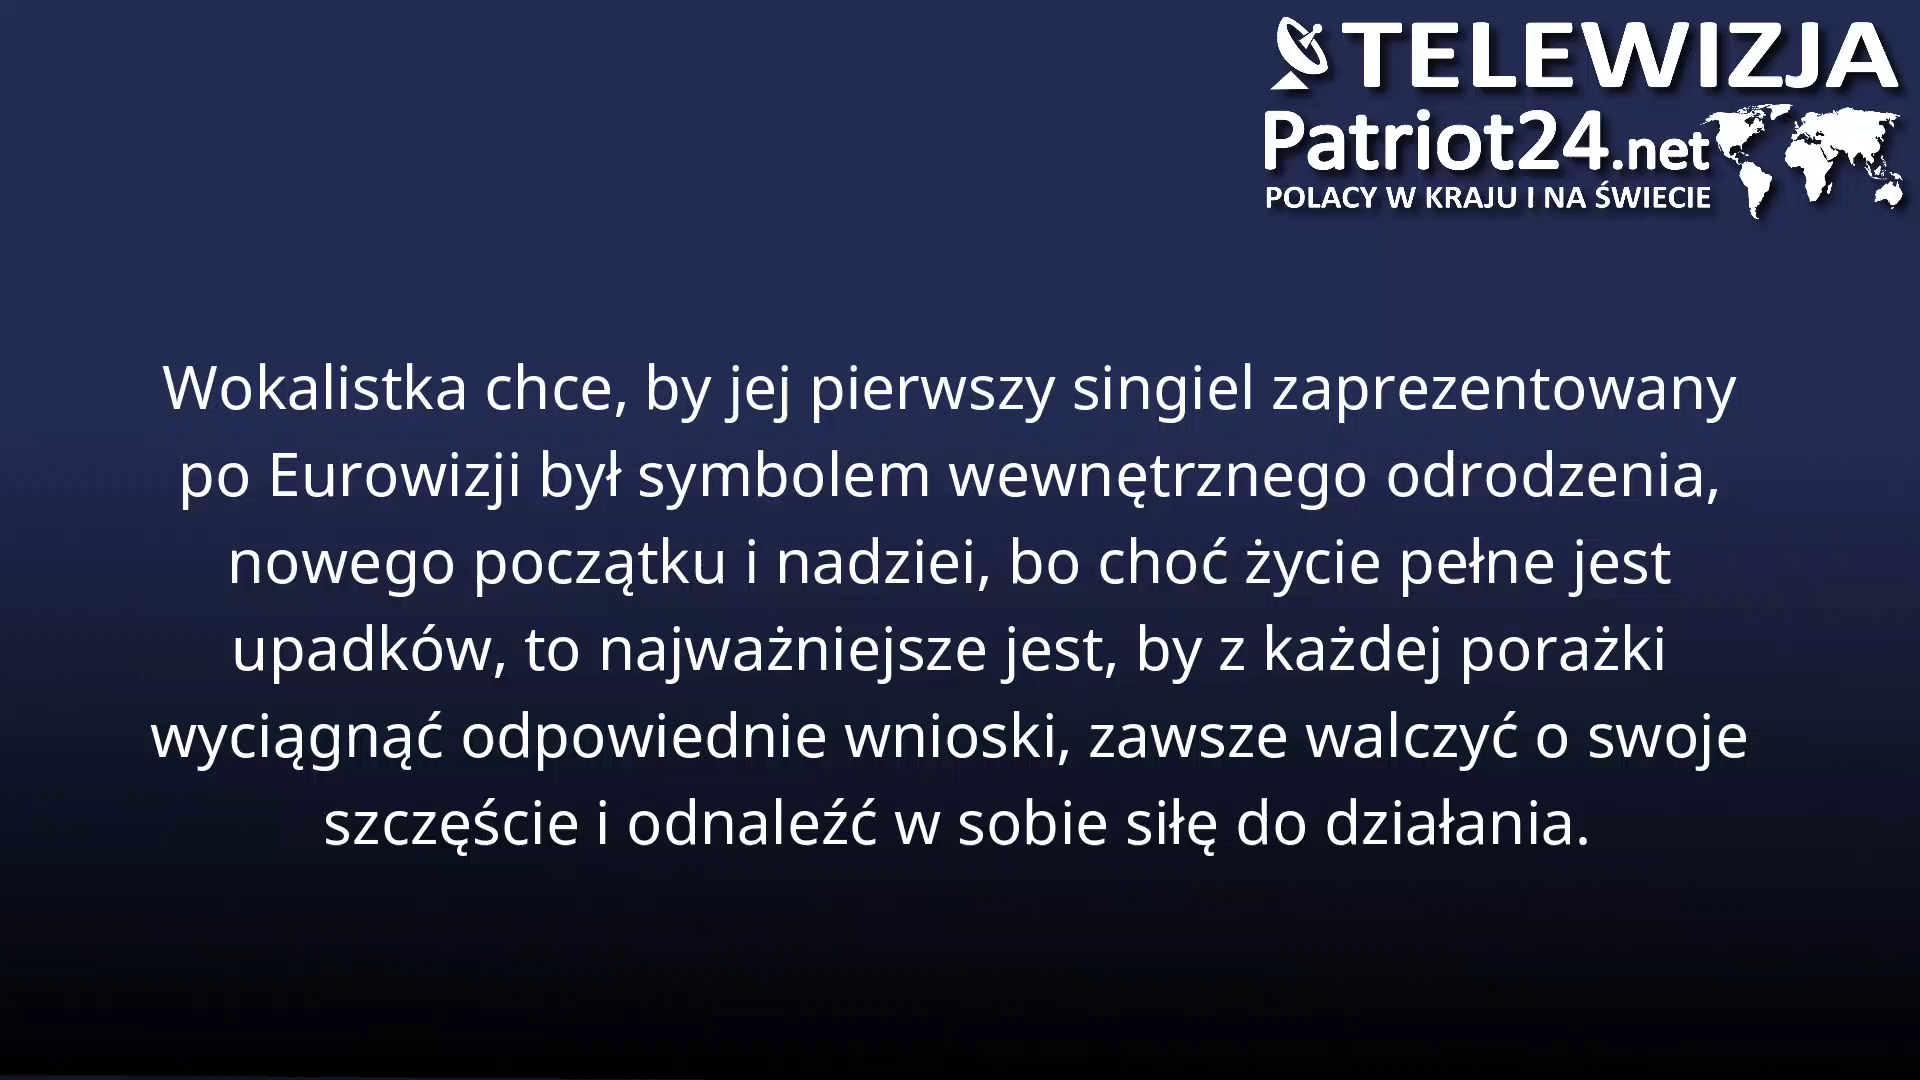 TELEWIZJA
Patriot24.net
POLACY W KRAJU I NA ŚWIECIE
Wokalistka chce, by jej pierwszy singiel zaprezentowany
po Eurowizji był symbolem wewnętrznego odrodzenia,
nowego początku i nadziei, bo choć życie pełne jest
upadków, to najważniejsze jest, by z każdej porażki
wyciągnąć odpowiednie wnioski, zawsze walczyć o swoje
szczęście i odnaleźć w sobie siłę do działania.